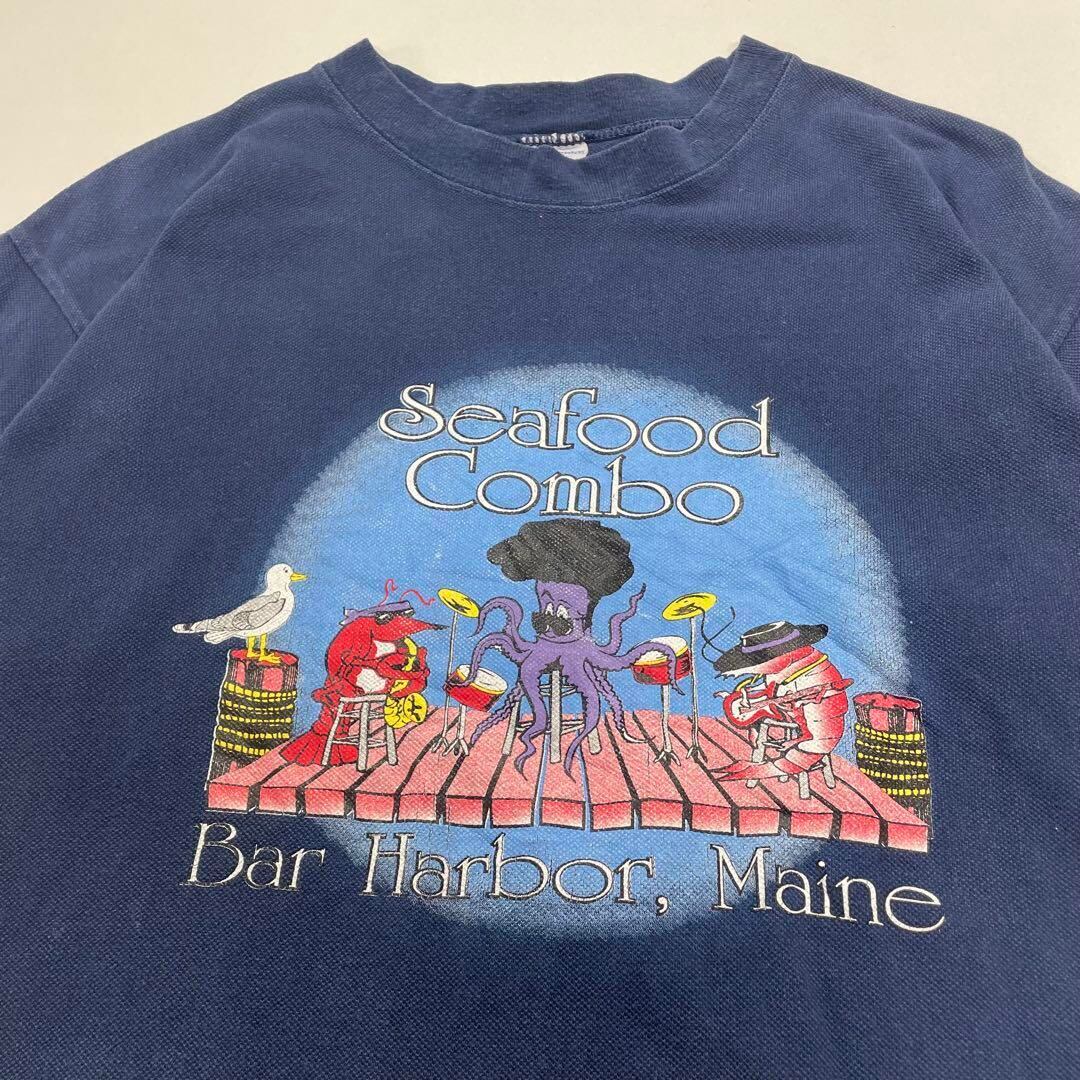 Seafood
Combo
Bar Harbor, Maine